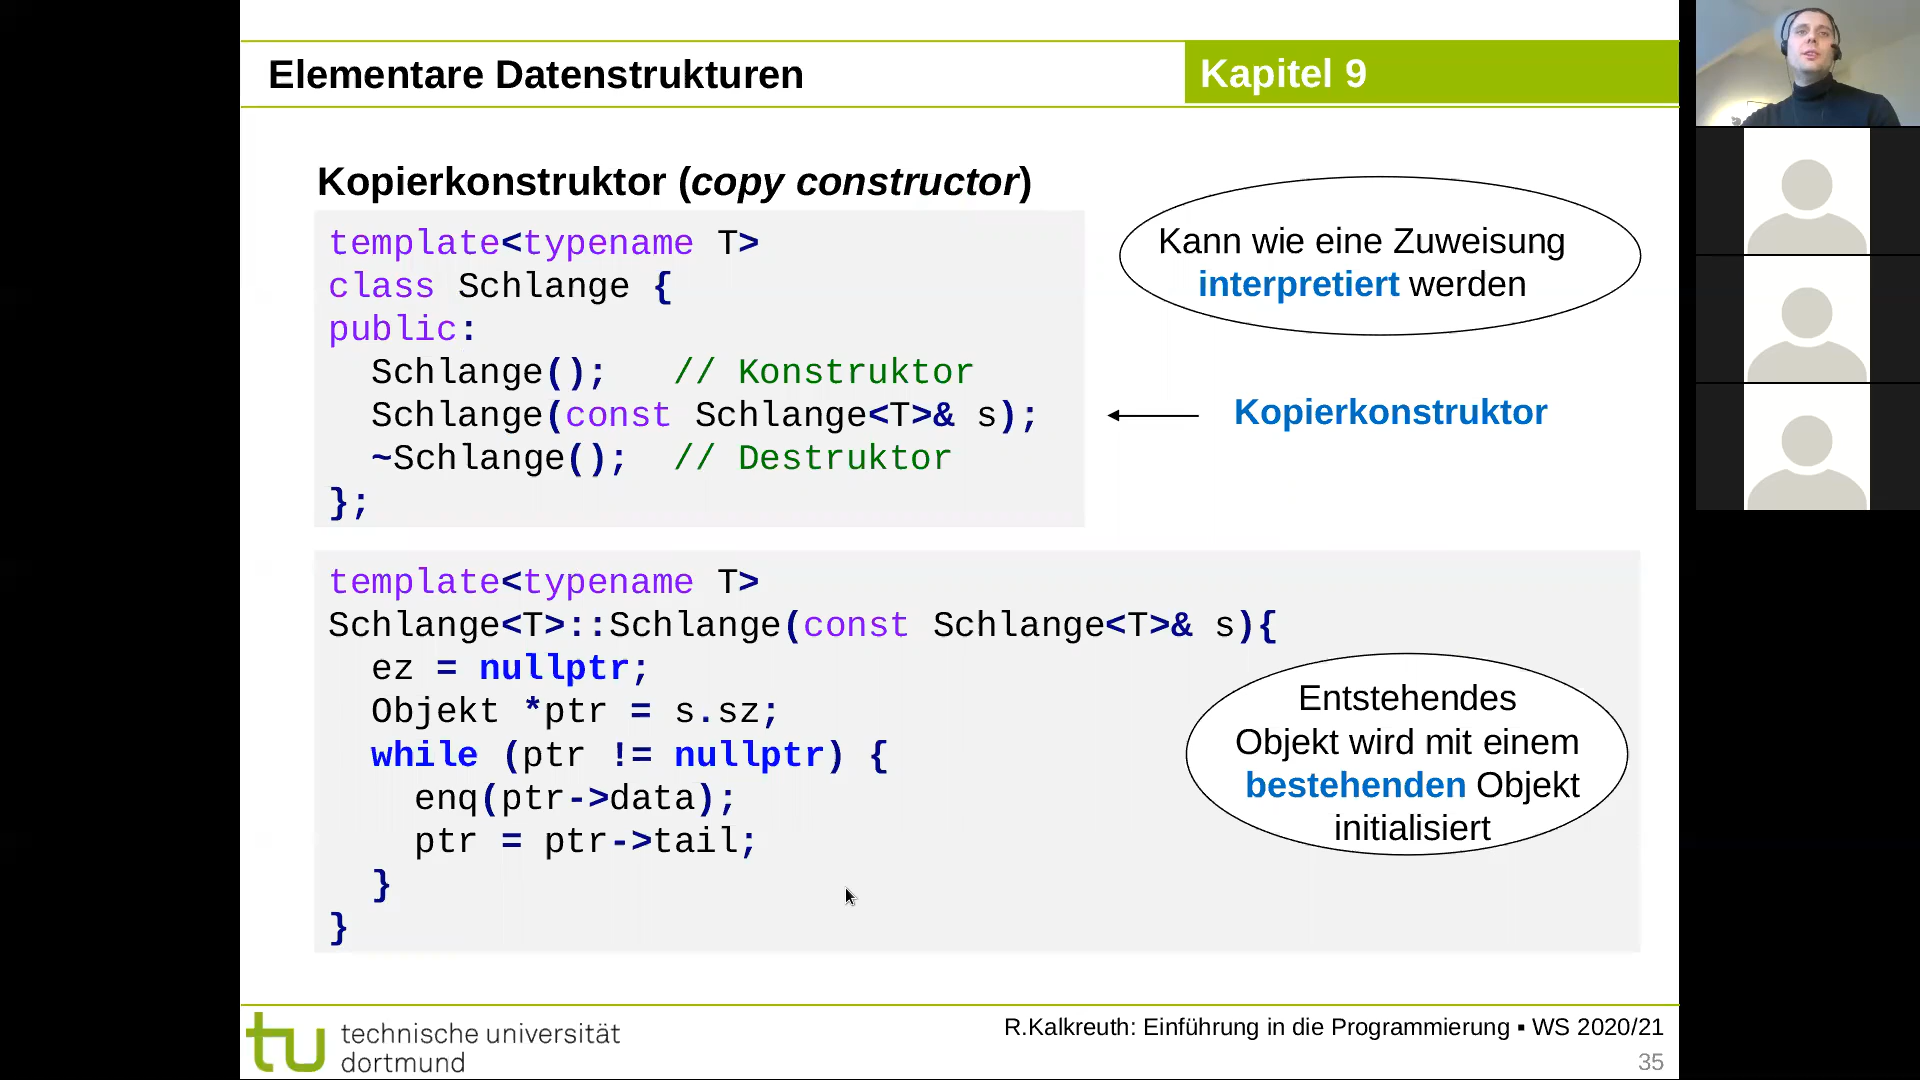 Elementare Datenstrukturen
Kapitel 9
Kopierkonstruktor (copy constructor)
template<typename T>
class Schlange {
public:
  Schlange();   // Konstruktor
  Schlange(const Schlange<T>& s);
  ~Schlange();  // Destruktor
};
Kann wie eine Zuweisung
interpretiert werden
Kopierkonstruktor
template<typename T>
Schlange<T>::Schlange(const Schlange<T>& s){
  ez = nullptr;
  Objekt *ptr = s.sz;
  while (ptr != nullptr) {
    enq(ptr->data);
    ptr = ptr->tail;
  }
}
Entstehendes
Objekt wird mit einem
bestehenden Objekt
initialisiert
tu
technische universität
dortmund
R.Kalkreuth: Einführung in die Programmierung ▪ WS 2020/21
35